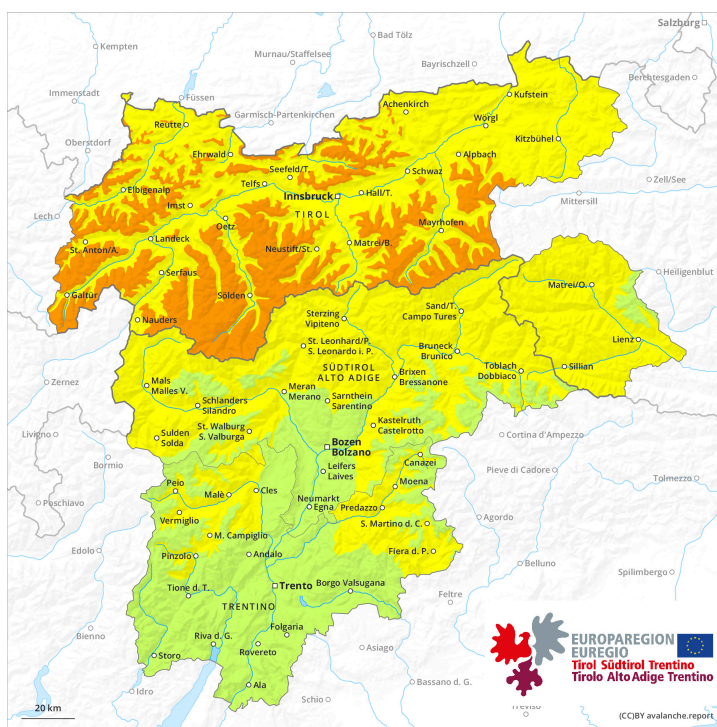 Salzburg
Bad Tölz
Kempten
Murnau/Staffelsee
Bayrischzell
Berchtesgaden
Immenstadt
Füssen
Kufstein
Achenkirch
Garmisch-Partenkirchen
Reutte
Wörgl
Oberstdorf
Kitzbühel
Ehrwald
Alpbach
Seefeld/T.
Schwaz
Telfs
Zell/See
Elbigenalp
Innsbruck
Hall/T.
Mittersill
Imst
TIROL
Lech
Oetz
Mayrhofen
Landeck
Matrei/B.
St. Anton/A.
Neustift/St.
Serfaus
Heiligenblut
Matrei/O.
Galtür
Sölden
Sand/T.
Campo Tures
Sterzing
Vipiteno
Nauders
Lienz
St. Leonhard/P.
S. Leonardo i. P.
Bruneck
Brunico
Toblach
Dobbiaco
Sillian
SÜDTIROL
ALTO ADIGE
Brixen
Bressanone
Zernez
Mals
Malles V.
Meran
Merano
Sarnthein
Sarentino
Schlanders
Silandro
Kastelruth
Castelrotto
St. Walburg
S. Valburga
Cortina d'Ampezzo
Livigno
Sulden
Solda
Bozen
Bolzano
Bormio
Canazei
Leifers
Laives
Pieve di Cadore
Tolmezzo
Peio
Moena
Malè
Cles
Neumarkt
Egna
Predazzo
Poschiavo
Agordo
Vermiglio
S. Martino d. C.
M. Campiglio
Edolo
Pinzolo
Andalo
Fiera d. P.
Belluno
Spilimbergo
Tione d. T.
Trento
Borgo Valsugana
Feltre
TRENTINO
Bienno
Folgaria
Riva d. G.
Storo
Rovereto
Asiago
Bassano d. G.
Idro
Ala
Schio
Treviso
EUROPAREGION
EUREGIO
Tirol Südtirol Trentino
Tirolo Alto Adige Trentino
20 km
(CC)BY avalanche.report